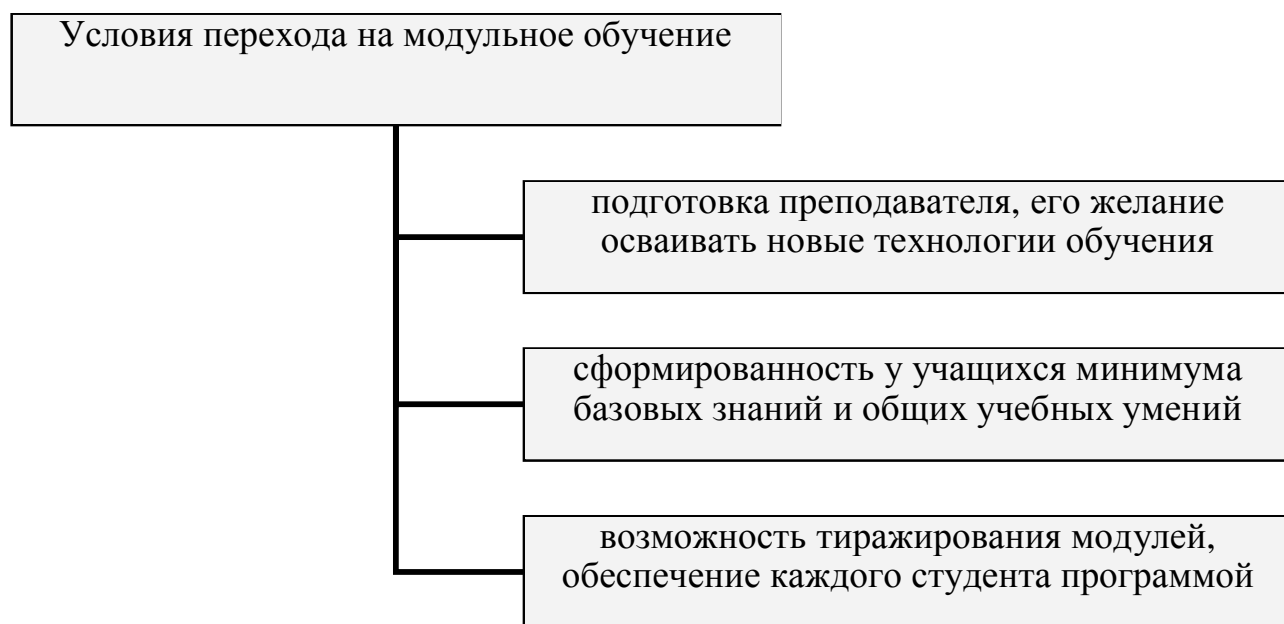 Условия перехода на модульное обучение
подготовка преподавателя, его желание
осваивать новые технологии обучения
сформированность у учащихся минимума
базовых знаний и общих учебных умений
возможность тиражирования модулей,
обеспечение каждого студента программой